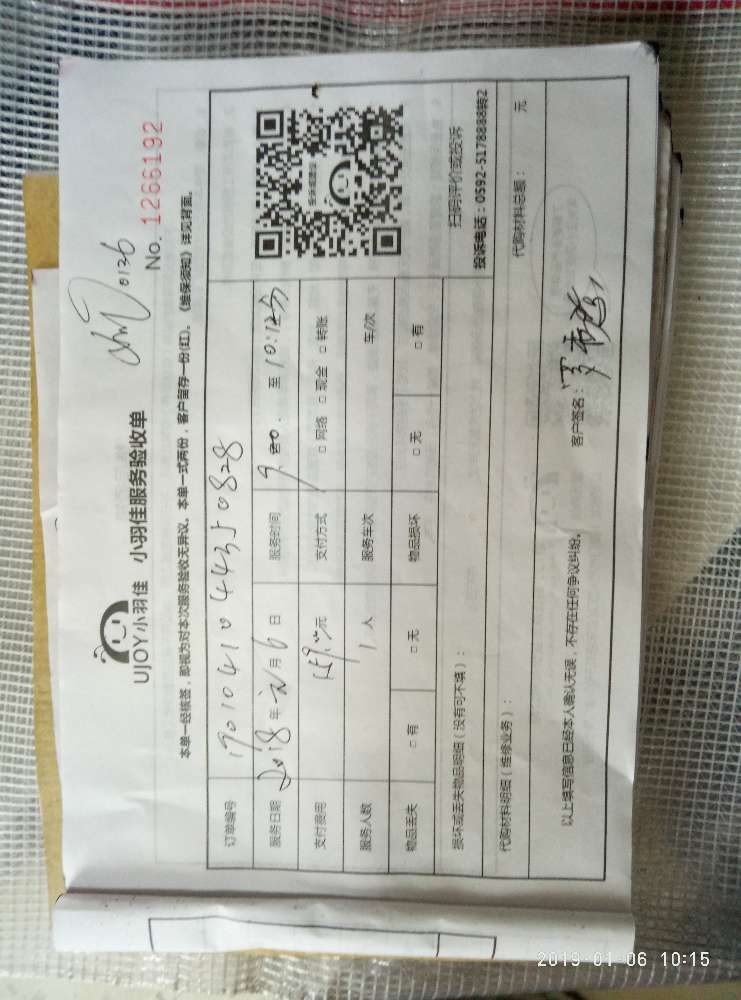 0126
No. 1266192
UJOY小羽佳 小羽佳服务验收单
本单一经核签，即视为对本次服务验收无异议。本单一式两份，客户留存一份(红)。《维保须知》详见背面。
订单编号 1901041044350828
服务日期 2018年元月6日 服务时间 9:00 至 10:12分
支付费用 159.00元 支付方式 □网络 □现金 □转账
服务人数 1人 服务车次 车/次
物品丢失 □有 □无 物品损坏 □无 □有
扫码评价或投诉
投诉电话：0592-5178888转2
损坏或丢失物品明细（没有可不填）：
代购材料明细（维修业务）： 代购材料总额： 元
以上填写信息已经本人确认无误，不存在任何争议纠纷。
客户签名：
2019-01-06 10:15